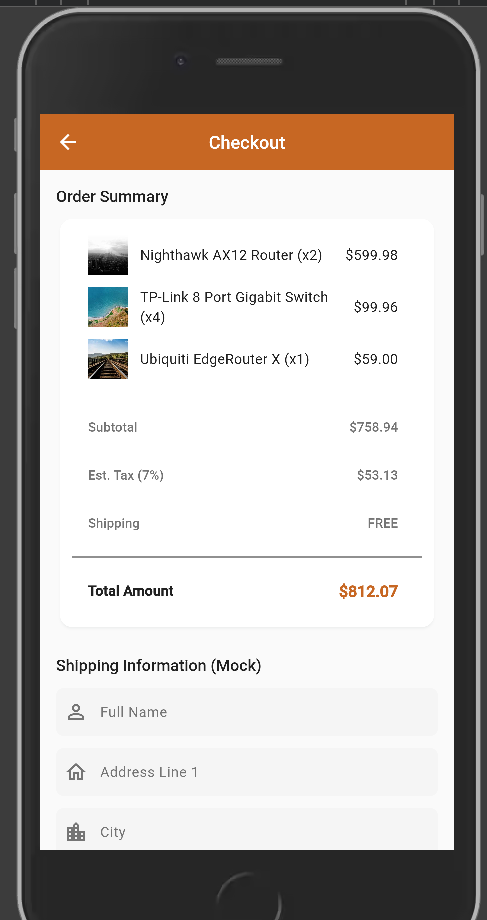 Checkout
Order Summary
Nighthawk AX12 Router (x2) $599.98
TP-Link 8 Port Gigabit Switch
(x4) $99.96
Ubiquiti EdgeRouter X (x1) $59.00
Subtotal $758.94
Est. Tax (7%) $53.13
Shipping FREE
Total Amount $812.07
Shipping Information (Mock)
Full Name
Address Line 1
City